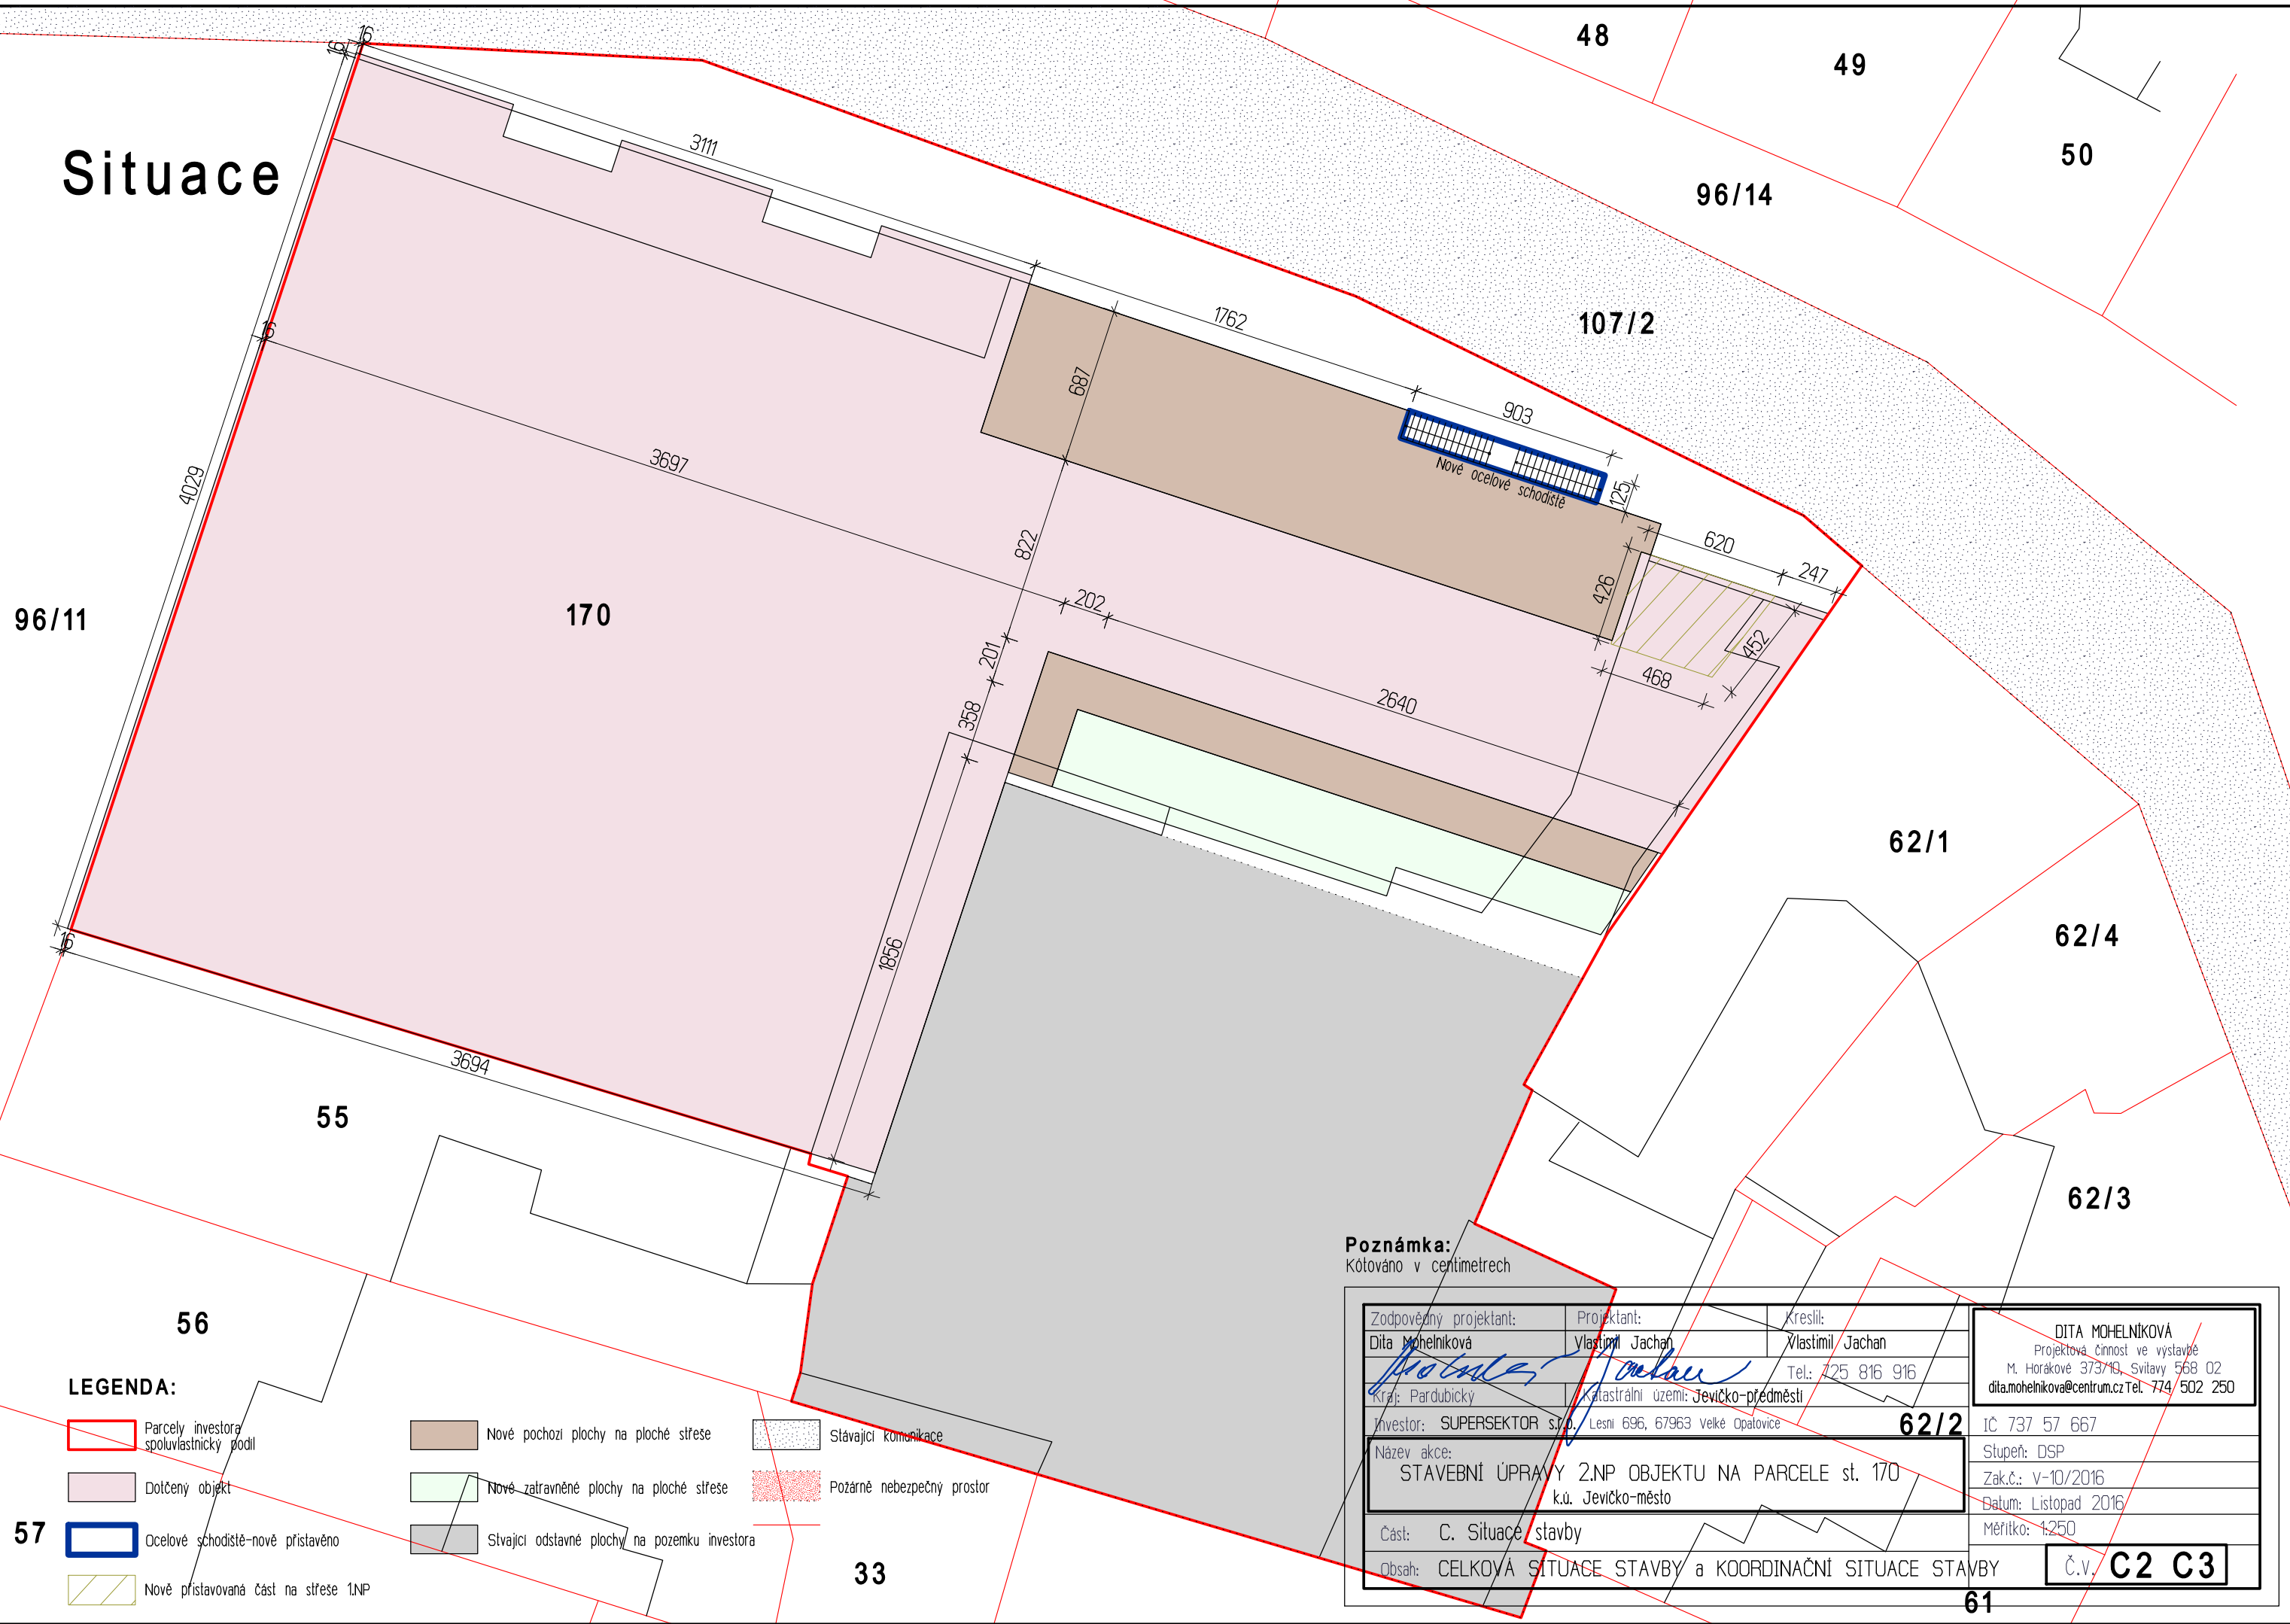 Situace
48
49
50
96/14
107/2
96/11
170
62/1
62/4
62/3
62/2
61
55
56
57
33
16
16
3111
1762
903
125
620
247
687
16
3697
4029
822
202
201
358
426
452
468
2640
1856
16
3694
Nové ocelové schodiště
Poznámka:
Kótováno v centimetrech
LEGENDA:
Parcely investora
spoluvlastnický podíl
Dotčený objekt
Ocelové schodiště-nově přistavěno
Nově přistavovaná část na střeše 1.NP
Nové pochozí plochy na ploché střeše
Nové zatravněné plochy na ploché střeše
Stvající odstavné plochy na pozemku investora
Stávající komunikace
Požárně nebezpečný prostor
Zodpovědný projektant:
Projektant:
Kreslil:
Dita Mohelníková
Vlastimil Jachan
Vlastimil Jachan
Tel.: 725 816 916
Kraj: Pardubický
Katastrální území: Jevíčko-předměstí
Investor: SUPERSEKTOR s.r.o. Lesní 696, 67963 Velké Opatovice
Název akce:
STAVEBNÍ ÚPRAVY 2.NP OBJEKTU NA PARCELE st. 170
k.ú. Jevíčko-město
Část: C. Situace stavby
Obsah: CELKOVÁ SITUACE STAVBY a KOORDINAČNÍ SITUACE STAVBY
DITA MOHELNÍKOVÁ
Projektová činnost ve výstavbě
M. Horákové 373/10, Svitavy 568 02
dita.mohelnikova@centrum.cz Tel. 774 502 250
IČ 737 57 667
Stupeň: DSP
Zak.č.: V-10/2016
Datum: Listopad 2016
Měřítko: 1:250
Č.v. C2 C3